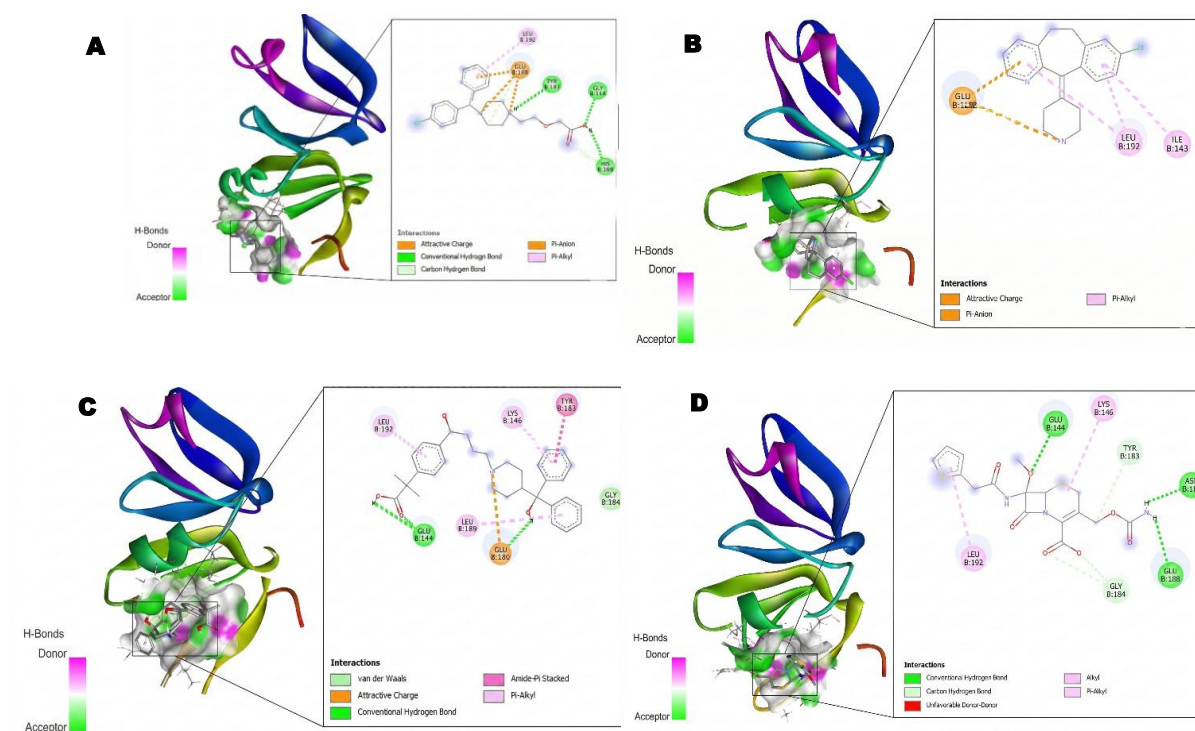 A
H-Bonds
Donor
Acceptor
LEU
B:192
GLU
B:188
TYR
B:183
GLY
HIS
Interactions
Attractive Charge
Conventional Hydrogn Bond
Carbon Hydrgen Bond
Pi-Anion
Pi-Alkyl
B
H-Bonds
Donor
Acceptor
GLU
LEU
B:192
ILE
B:143
Interactions
Attractive Charge
Pi-Anion
Pi-Alkyl
C
H-Bonds
Donor
Acceptor
LEU
B:192
LYS
B:146
TYR
B:183
GLY
B:184
GLU
B:144
LEU
B:189
GLU
B:180
Interactions
van der Waals
Attractive Charge
Conventional Hydrogen Bond
Amide-Pi Stacked
Pi-Alkyl
D
H-Bonds
Donor
Acceptor
GLU
B:144
LYS
B:146
TYR
B:183
LEU
B:192
GLY
B:184
GLU
B:188
Interactions
Conventional Hydrogen Bond
Carbon Hydrogen Bond
Unfavorable Donor-Donor
Alkyl
Pi-Alkyl